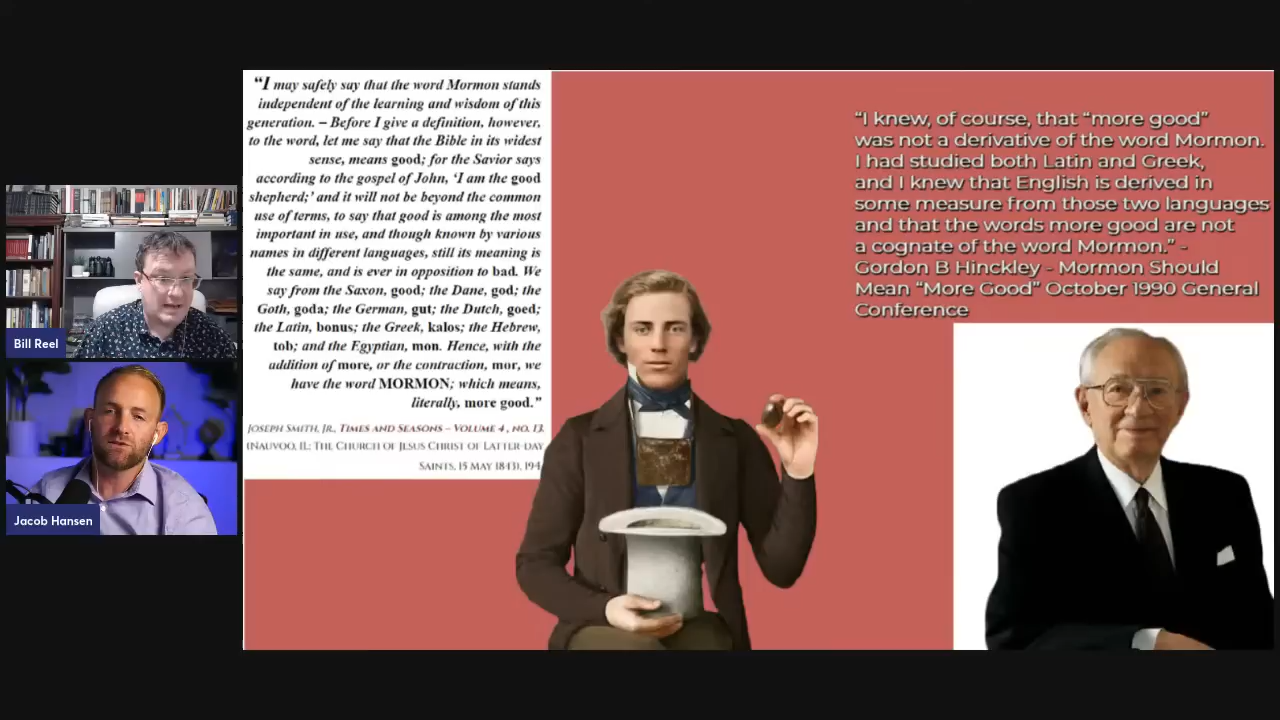 “I may safely say that the word Mormon stands
independent of the learning and wisdom of this
generation. – Before I give a definition, however,
to the word, let me say that the Bible in its widest
sense, means good; for the Savior says
according to the gospel of John, ‘I am the good
shepherd;’ and it will not be beyond the common
use of terms, to say that good is among the most
important in use, and though known by various
names in different languages, still its meaning is
the same, and is ever in opposition to bad. We
say from the Saxon, good; the Dane, god; the
Goth, goda; the German, gut; the Dutch, goed;
the Latin, bonus; the Greek, kalos; the Hebrew,
tob; and the Egyptian, mon. Hence, with the
addition of more, or the contraction, mor, we
have the word MORMON; which means,
literally, more good.”
Joseph Smith, Jr., Times and Seasons – Volume 4 , no. 13.
(Nauvoo, IL: The Church of Jesus Christ of Latter-day
Saints, 15 May 1843), 194
“I knew, of course, that “more good”
was not a derivative of the word Mormon.
I had studied both Latin and Greek,
and I knew that English is derived in
some measure from those two languages
and that the words more good are not
a cognate of the word Mormon.” -
Gordon B Hinckley - Mormon Should
Mean “More Good” October 1990 General
Conference
Bill Reel
Jacob Hansen